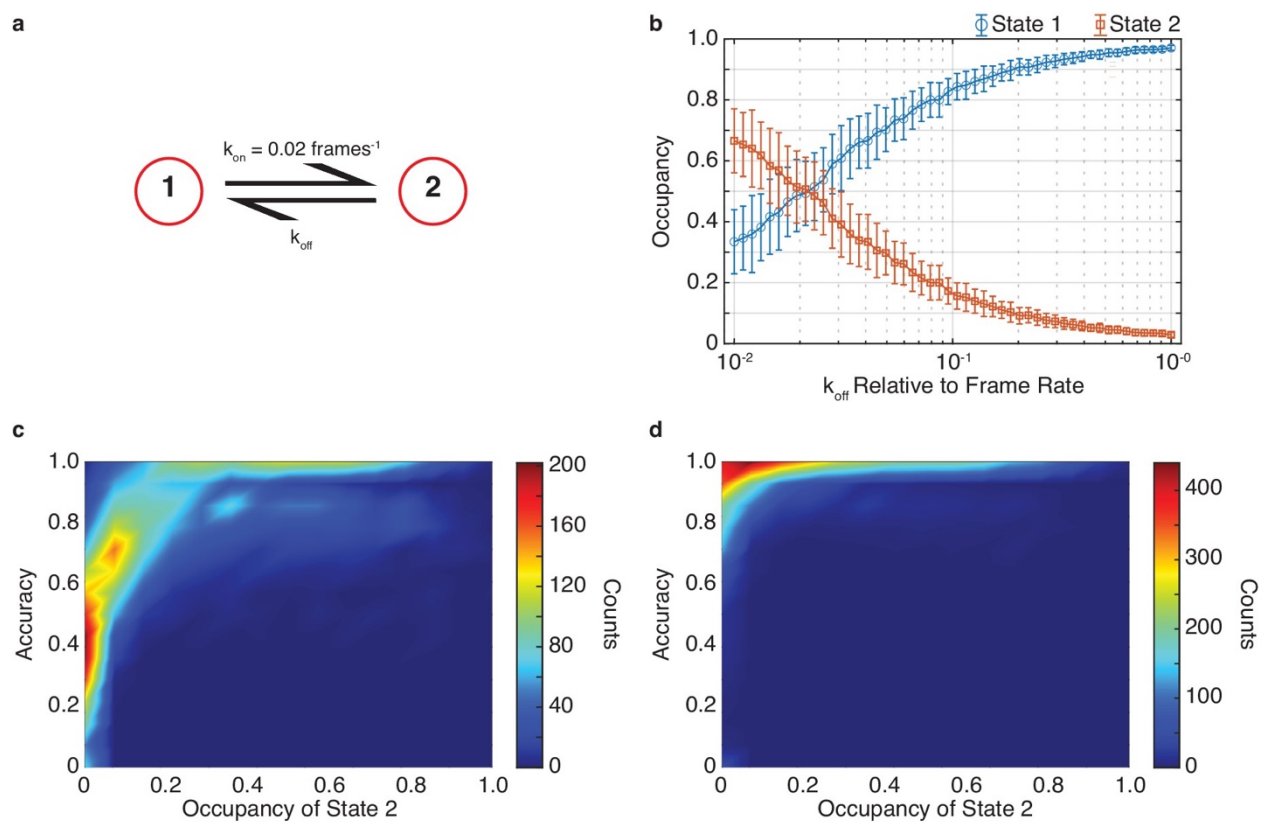 a
k_on = 0.02 frames⁻¹
1
2
k_off
b
State 1
State 2
1.0
0.8
0.6
0.4
0.2
0
Occupancy
10⁻²
10⁻¹
10⁻⁰
k_off Relative to Frame Rate
c
1.0
0.8
0.6
0.4
0.2
0
Accuracy
0
0.2
0.4
0.6
0.8
1.0
Occupancy of State 2
200
160
120
80
40
0
Counts
d
1.0
0.8
0.6
0.4
0.2
0
Accuracy
0
0.2
0.4
0.6
0.8
1.0
Occupancy of State 2
400
300
200
100
0
Counts